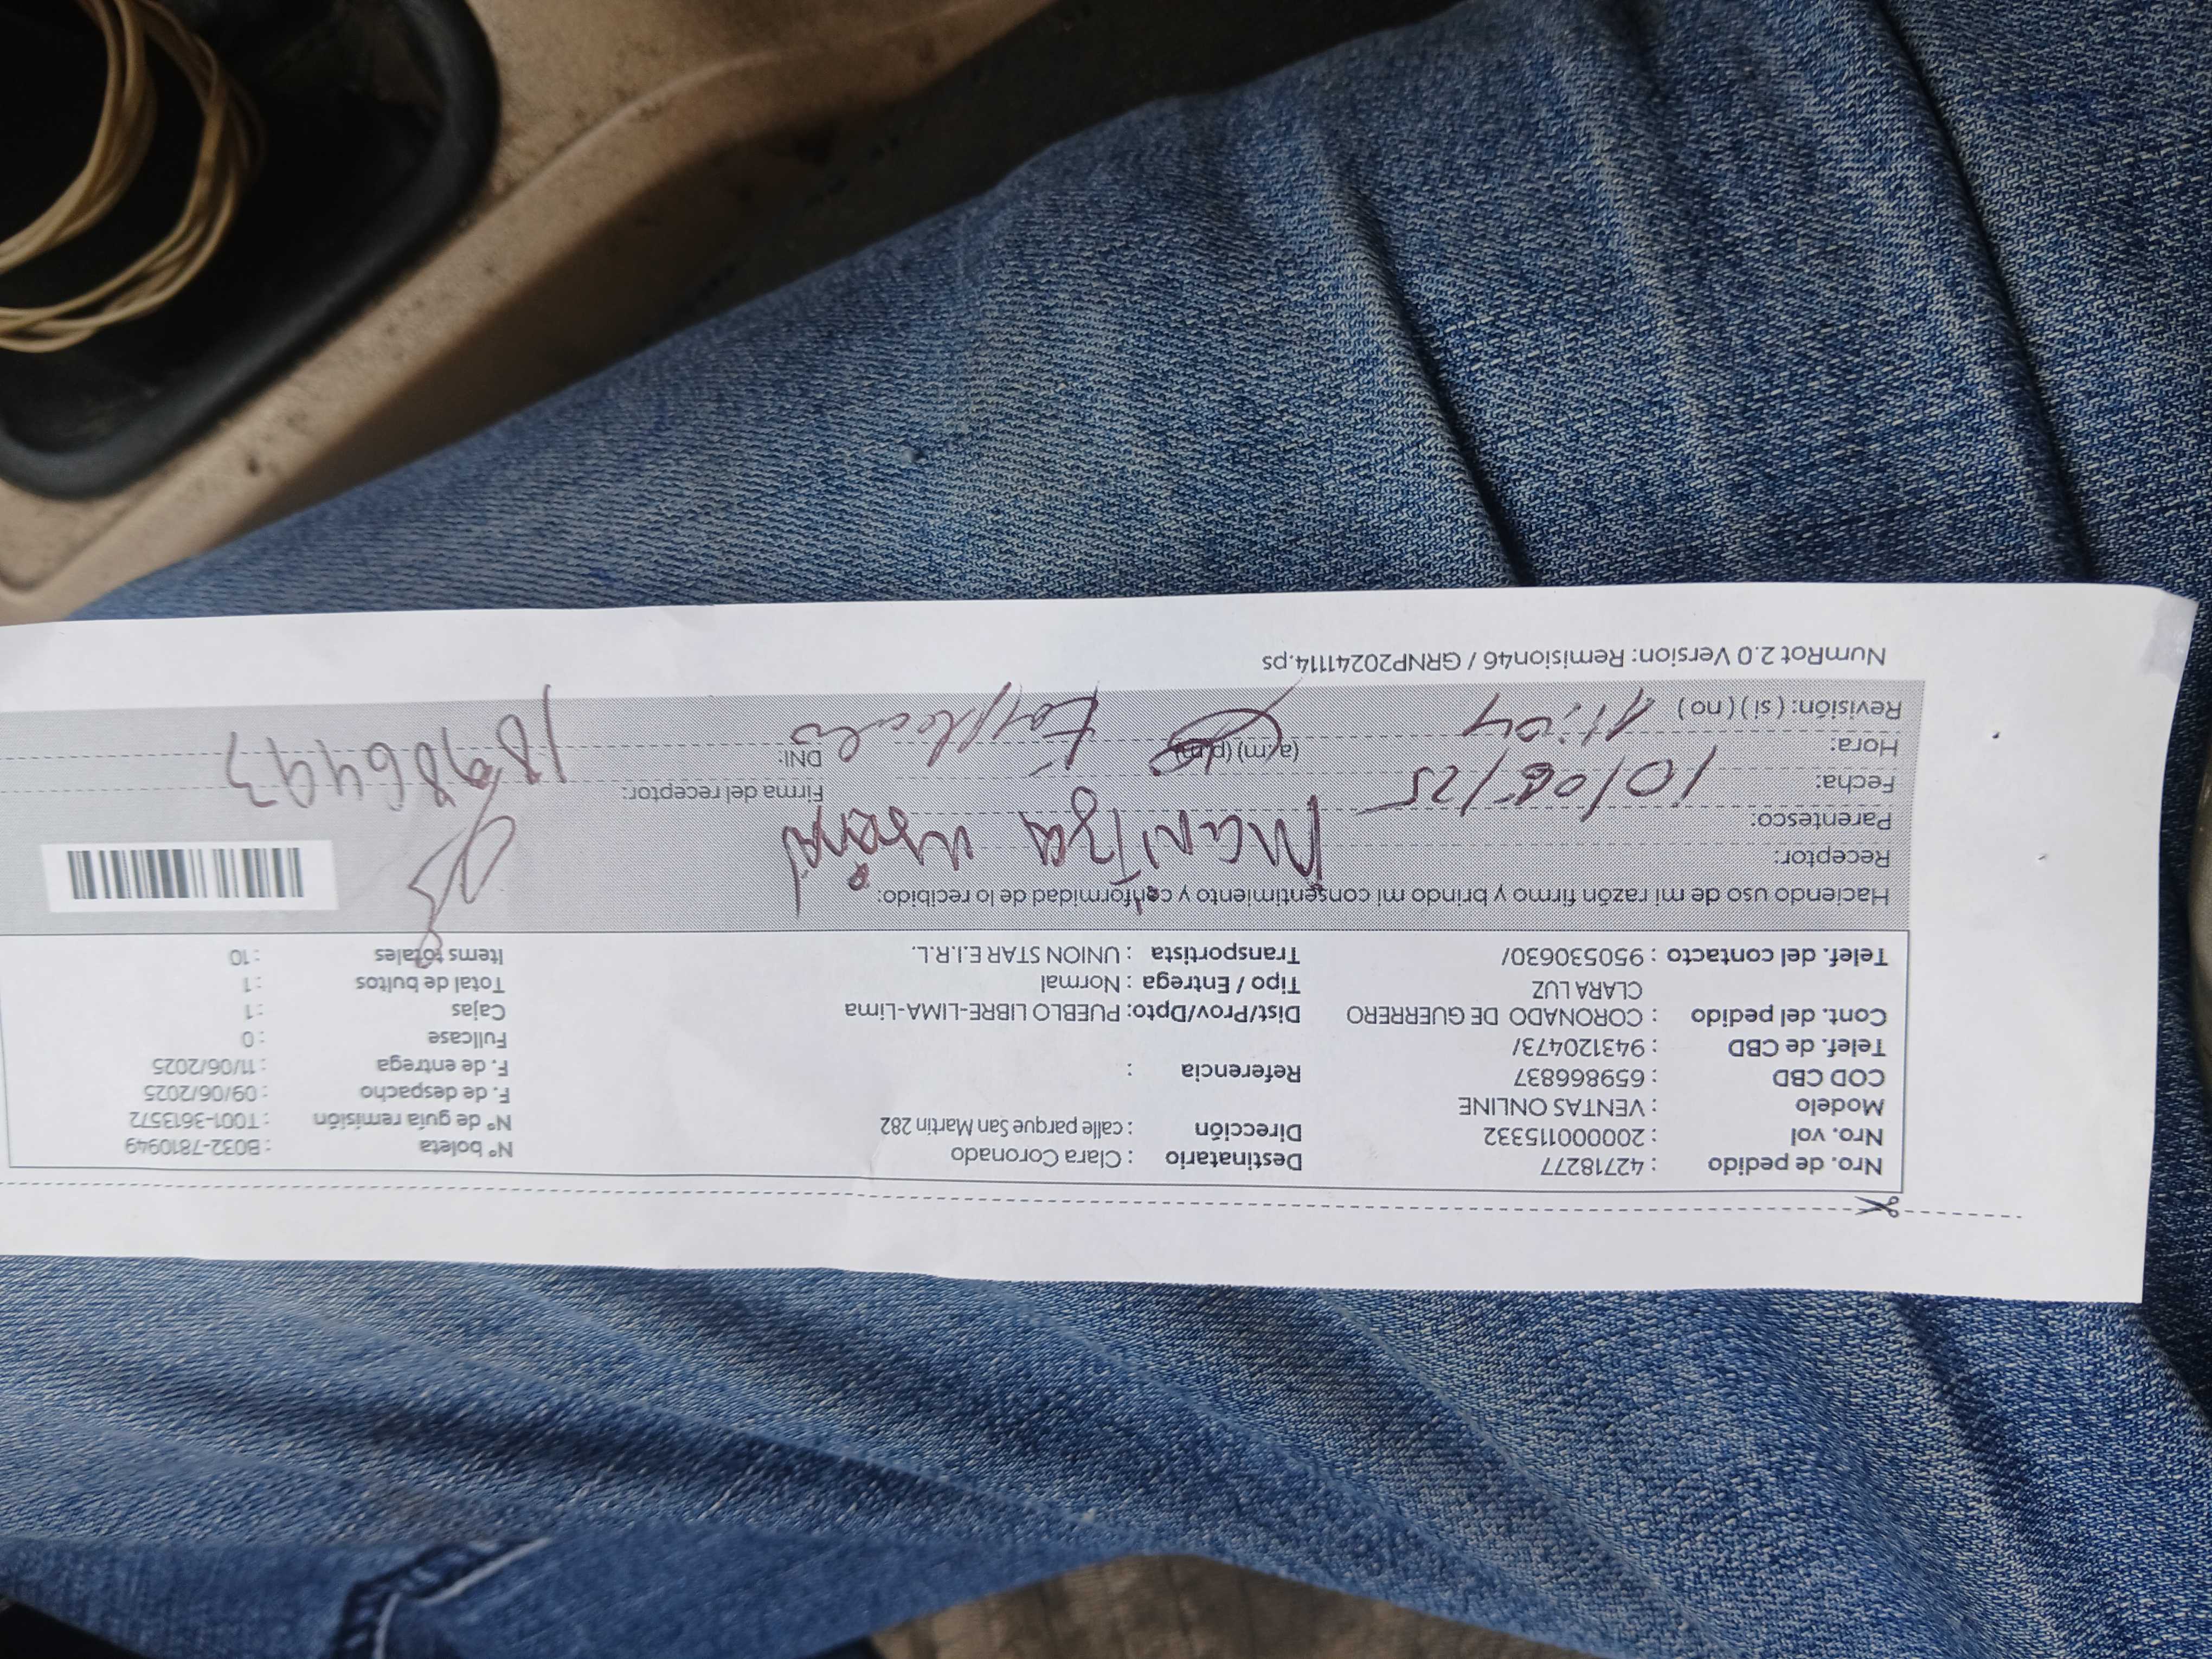 Nro. de pedido : 42718277
Nro. vol : 20000115332
Modelo : VENTAS ONLINE
COD CBD : 659866837
Telef. de CBD : 943120473/
Cont. del pedido : CORONADO DE GUERRERO
CLARA LUZ
Telef. del contacto : 950530630/
Destinatario : Clara Coronado
Dirección : calle parque San Martin 282
Referencia :
Dist/Prov/Dpto: PUEBLO LIBRE-LIMA-Lima
Tipo / Entrega : Normal
Transportista : UNION STAR E.I.R.L.
N° boleta : B032-7810949
N° de guía remisión : T001-3613572
F. de despacho : 09/06/2025
F. de entrega : 11/06/2025
Fullcase : 0
Cajas : 1
Total de bultos : 1
Items totales : 10
Haciendo uso de mi razón firmo y brindo mi consentimiento y conformidad de lo recibido:
Receptor:
Parentesco:
Fecha: 10/06/25
Hora: 11:04 (a.m) (p.m)
Revisión: (si) (no)
Firma del receptor:
DNI: 18986493
NumRot 2.0 Version: Remision46 / GRNP20241114.ps